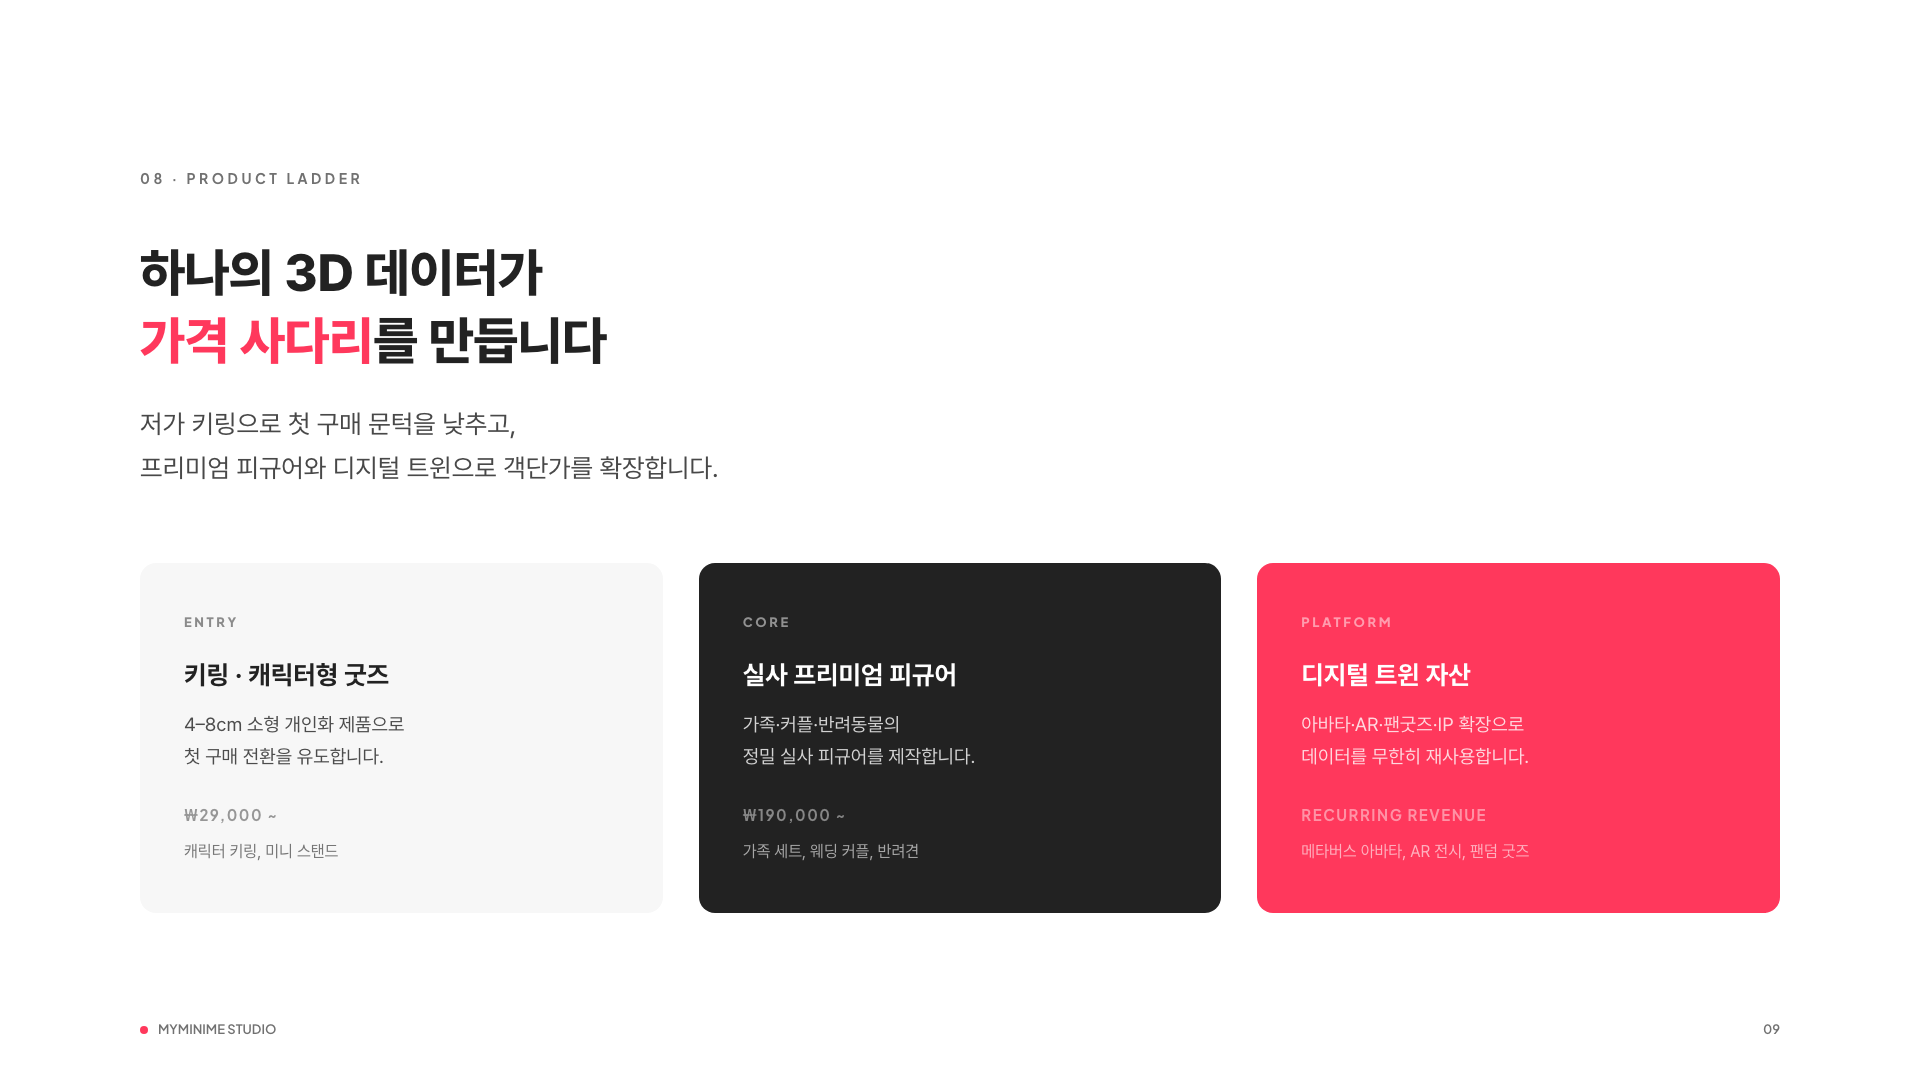 08 · PRODUCT LADDER
하나의 3D 데이터가
가격 사다리를 만듭니다
저가 키링으로 첫 구매 문턱을 낮추고,
프리미엄 피규어와 디지털 트윈으로 객단가를 확장합니다.
ENTRY
키링 · 캐릭터형 굿즈
4–8cm 소형 개인화 제품으로
첫 구매 전환을 유도합니다.
₩29,000 ~
캐릭터 키링, 미니 스탠드
CORE
실사 프리미엄 피규어
가족·커플·반려동물의
정밀 실사 피규어를 제작합니다.
₩190,000 ~
가족 세트, 웨딩 커플, 반려견
PLATFORM
디지털 트윈 자산
아바타·AR·팬굿즈·IP 확장으로
데이터를 무한히 재사용합니다.
RECURRING REVENUE
메타버스 아바타, AR 전시, 팬덤 굿즈
MYMINIME STUDIO
09